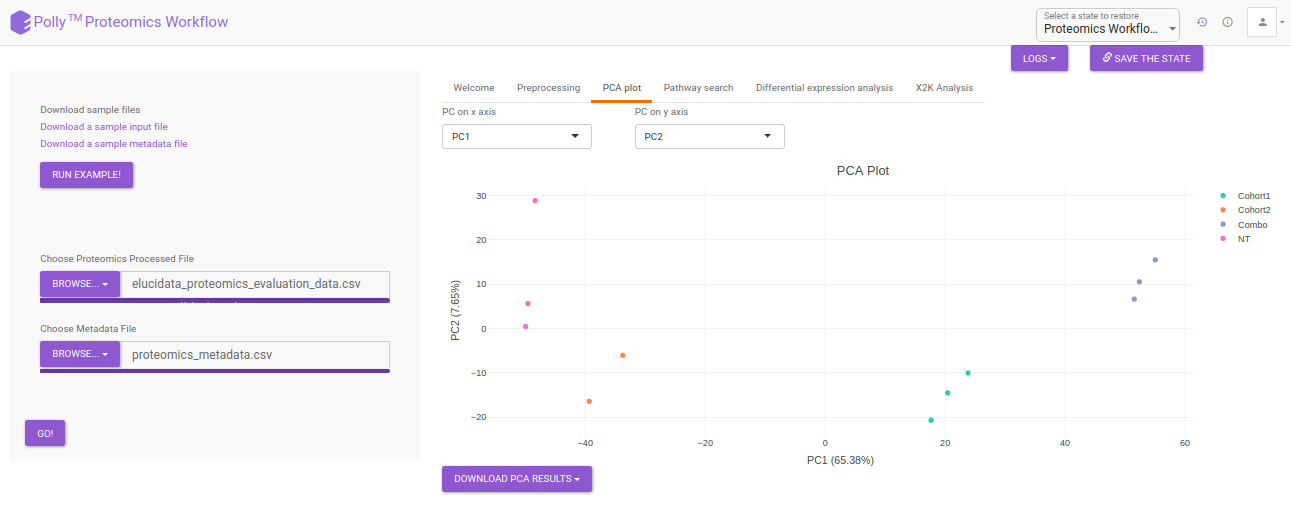 Polly™ Proteomics Workflow
Select a state to restore
Proteomics Workflo...
LOGS
SAVE THE STATE
Download sample files
Download a sample input file
Download a sample metadata file
RUN EXAMPLE!
Choose Proteomics Processed File
BROWSE... elucidata_proteomics_evaluation_data.csv
Choose Metadata File
BROWSE... proteomics_metadata.csv
GO!
Welcome Preprocessing PCA plot Pathway search Differential expression analysis X2K Analysis
PC on x axis PC on y axis
PC1 PC2
PCA Plot
30
20
10
0
−10
−20
PC2 (7.65%)
−40 −20 0 20 40 60
PC1 (65.38%)
Cohort1
Cohort2
Combo
NT
DOWNLOAD PCA RESULTS